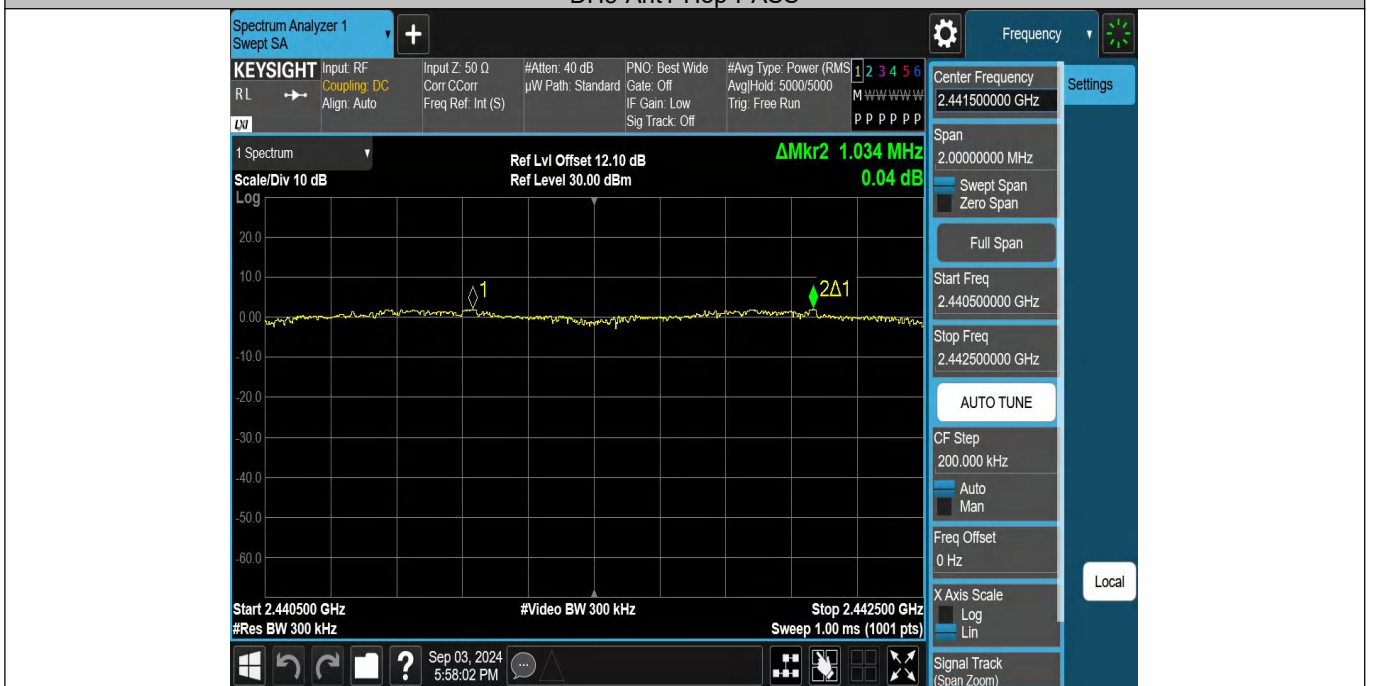 Spectrum Analyzer 1
Swept SA
+
Frequency
KEYSIGHT
RL
LXI
Input: RF
Coupling: DC
Align: Auto
Input Z: 50 Ω
Corr CCorr
Freq Ref: Int (S)
#Atten: 40 dB
µW Path: Standard
PNO: Best Wide
Gate: Off
IF Gain: Low
Sig Track: Off
#Avg Type: Power (RMS
Avg|Hold: 5000/5000
Trig: Free Run
1 2 3 4 5 6
M W W W W W
P P P P P P
1 Spectrum
Scale/Div 10 dB
Log
Ref Lvl Offset 12.10 dB
Ref Level 30.00 dBm
ΔMkr2 1.034 MHz
0.04 dB
20.0
10.0
0.00
-10.0
-20.0
-30.0
-40.0
-50.0
-60.0
1
2Δ1
Start 2.440500 GHz
#Res BW 300 kHz
#Video BW 300 kHz
Stop 2.442500 GHz
Sweep 1.00 ms (1001 pts)
Center Frequency
2.441500000 GHz
Settings
Span
2.00000000 MHz
Swept Span
Zero Span
Full Span
Start Freq
2.440500000 GHz
Stop Freq
2.442500000 GHz
AUTO TUNE
CF Step
200.000 kHz
Auto
Man
Freq Offset
0 Hz
X Axis Scale
Log
Lin
Local
Signal Track
(Span Zoom)
?
Sep 03, 2024
5:58:02 PM